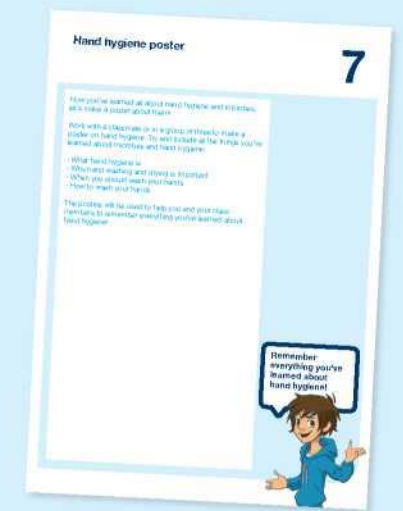 Hand hygiene poster
7
Now you've learned all about hand hygiene and microbes,
let's make a poster about them!
Work with a classmate or in a group of three to make a
poster on hand hygiene. Try and include all the things you've
learned about microbes and hand hygiene:
- What hand hygiene is
- Why hand washing and drying is important
- When you should wash your hands
- How to wash your hands
The posters will be used to help you and your class
members to remember everything you've learned about
hand hygiene!
Remember
everything you've
learned about
hand hygiene!